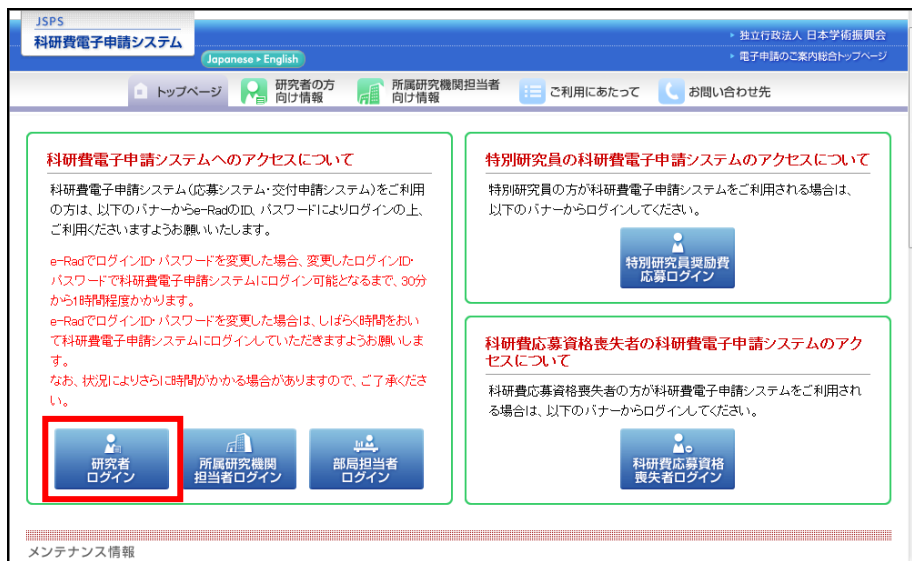 JSPS
科研費電子申請システム
Japanese ▸ English
独立行政法人 日本学術振興会
電子申請のご案内総合トップページ
トップページ
研究者の方
向け情報
所属研究機関担当者
向け情報
ご利用にあたって
お問い合わせ先
科研費電子申請システムへのアクセスについて
科研費電子申請システム(応募システム・交付申請システム)をご利用
の方は、以下のバナーからe-RadのID、パスワードによりログインの上、
ご利用くださいますようお願いいたします。
e-RadでログインID・パスワードを変更した場合、変更したログインID・
パスワードで科研費電子申請システムにログイン可能となるまで、30分
から1時間程度かかります。
e-RadでログインID・パスワードを変更した場合は、しばらく時間をおい
て科研費電子申請システムにログインしていただきますようお願いしま
す。
なお、状況によりさらに時間がかかる場合がありますので、ご了承くださ
い。
研究者
ログイン
所属研究機関
担当者ログイン
部局担当者
ログイン
特別研究員の科研費電子申請システムのアクセスについて
特別研究員の方が科研費電子申請システムをご利用される場合は、
以下のバナーからログインしてください。
特別研究員奨励費
応募ログイン
科研費応募資格喪失者の科研費電子申請システムのアク
セスについて
科研費応募資格喪失者の方が科研費電子申請システムをご利用され
る場合は、以下のバナーからログインしてください。
科研費応募資格
喪失者ログイン
メンテナンス情報